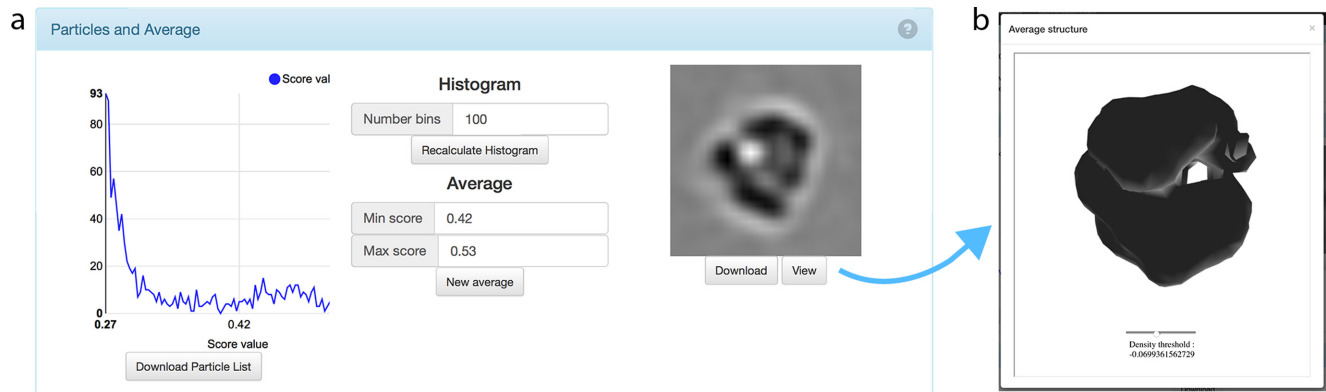 a
Particles and Average
?
Score val
93
80
60
40
20
0
0.27
0.42
Score value
Download Particle List
Histogram
Number bins 100
Recalculate Histogram
Average
Min score 0.42
Max score 0.53
New average
Download View
b
Average structure
×
Density threshold :
-0.0699361562729